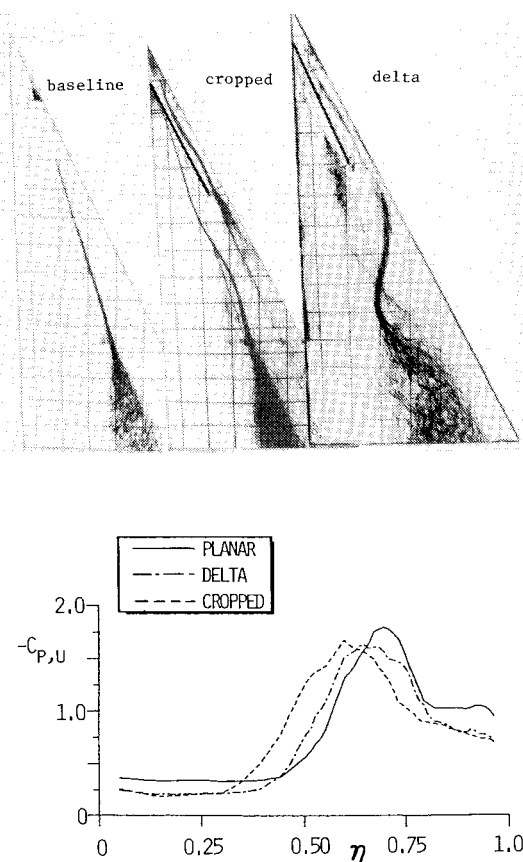 baseline
cropped
delta
PLANAR
DELTA
CROPPED
-C_P,U
2.0
1.0
0
0 0.25 0.50 η 0.75 1.0